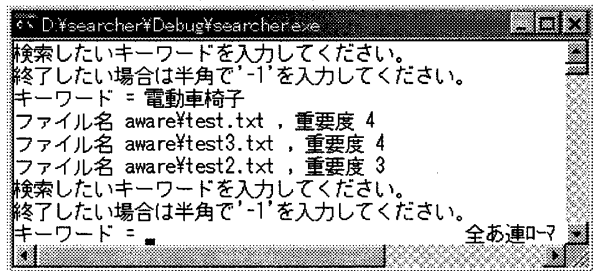 D:¥searcher¥Debug¥searcher.exe
検索したいキーワードを入力してください。
終了したい場合は半角で'-1'を入力してください。
キーワード = 電動車椅子
ファイル名 aware¥test.txt , 重要度 4
ファイル名 aware¥test3.txt , 重要度 4
ファイル名 aware¥test2.txt , 重要度 3
検索したいキーワードを入力してください。
終了したい場合は半角で'-1'を入力してください。
キーワード = _
全あ連ﾛｰﾏ